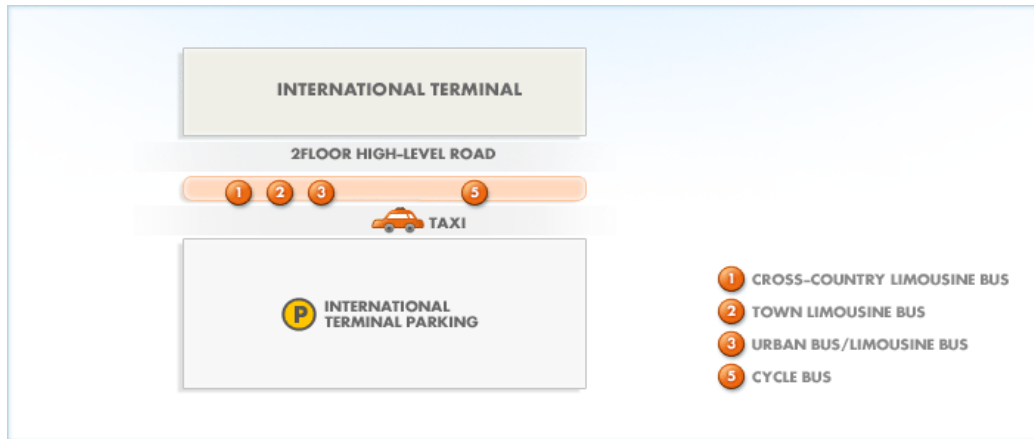 INTERNATIONAL TERMINAL
2FLOOR HIGH-LEVEL ROAD
1 2 3 5
TAXI
P INTERNATIONAL
TERMINAL PARKING
1 CROSS-COUNTRY LIMOUSINE BUS
2 TOWN LIMOUSINE BUS
3 URBAN BUS/LIMOUSINE BUS
5 CYCLE BUS